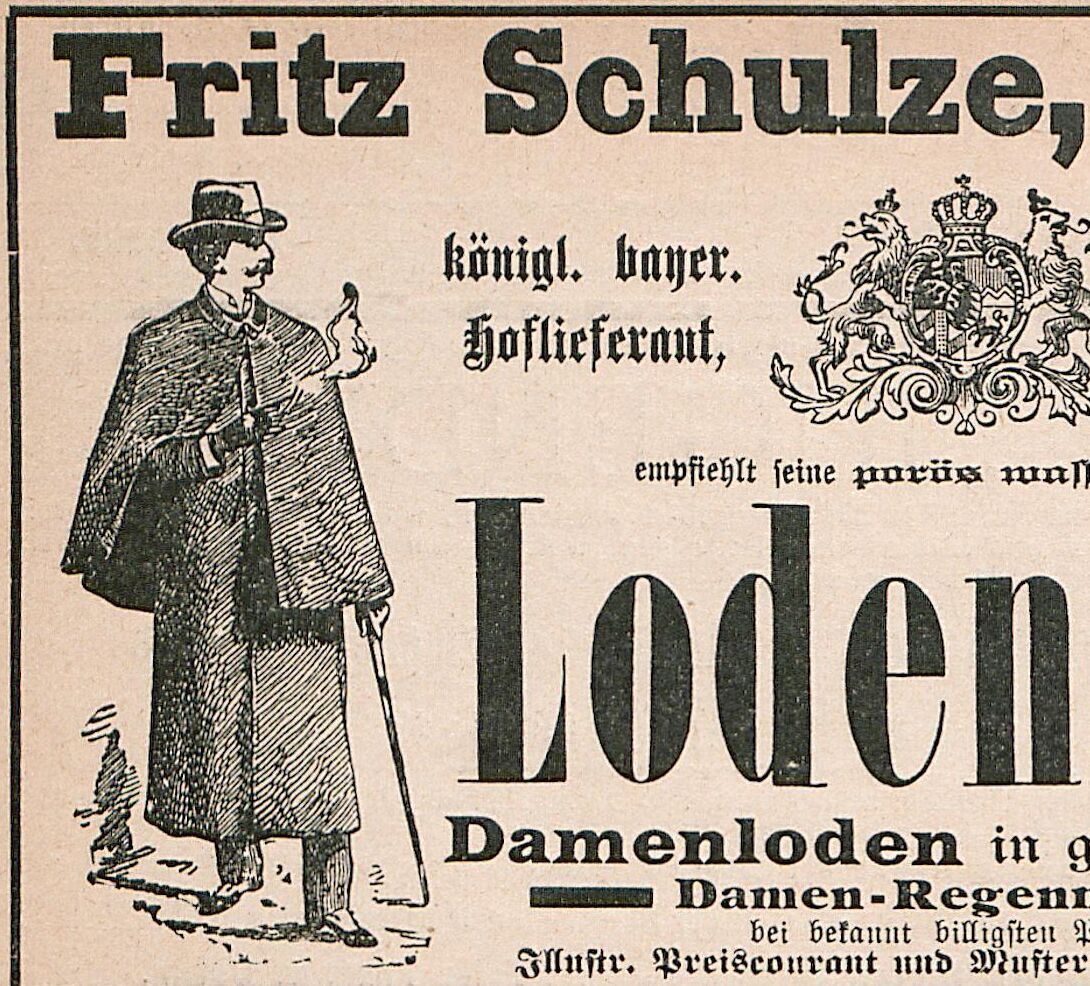 Fritz Schulze,
königl. bayer.
Hoflieferant,
empfiehlt seine porös
Loden
Damenloden in
Damen-Regen
bei bekannt billigsten
Illustr. Preiscourant und Muster